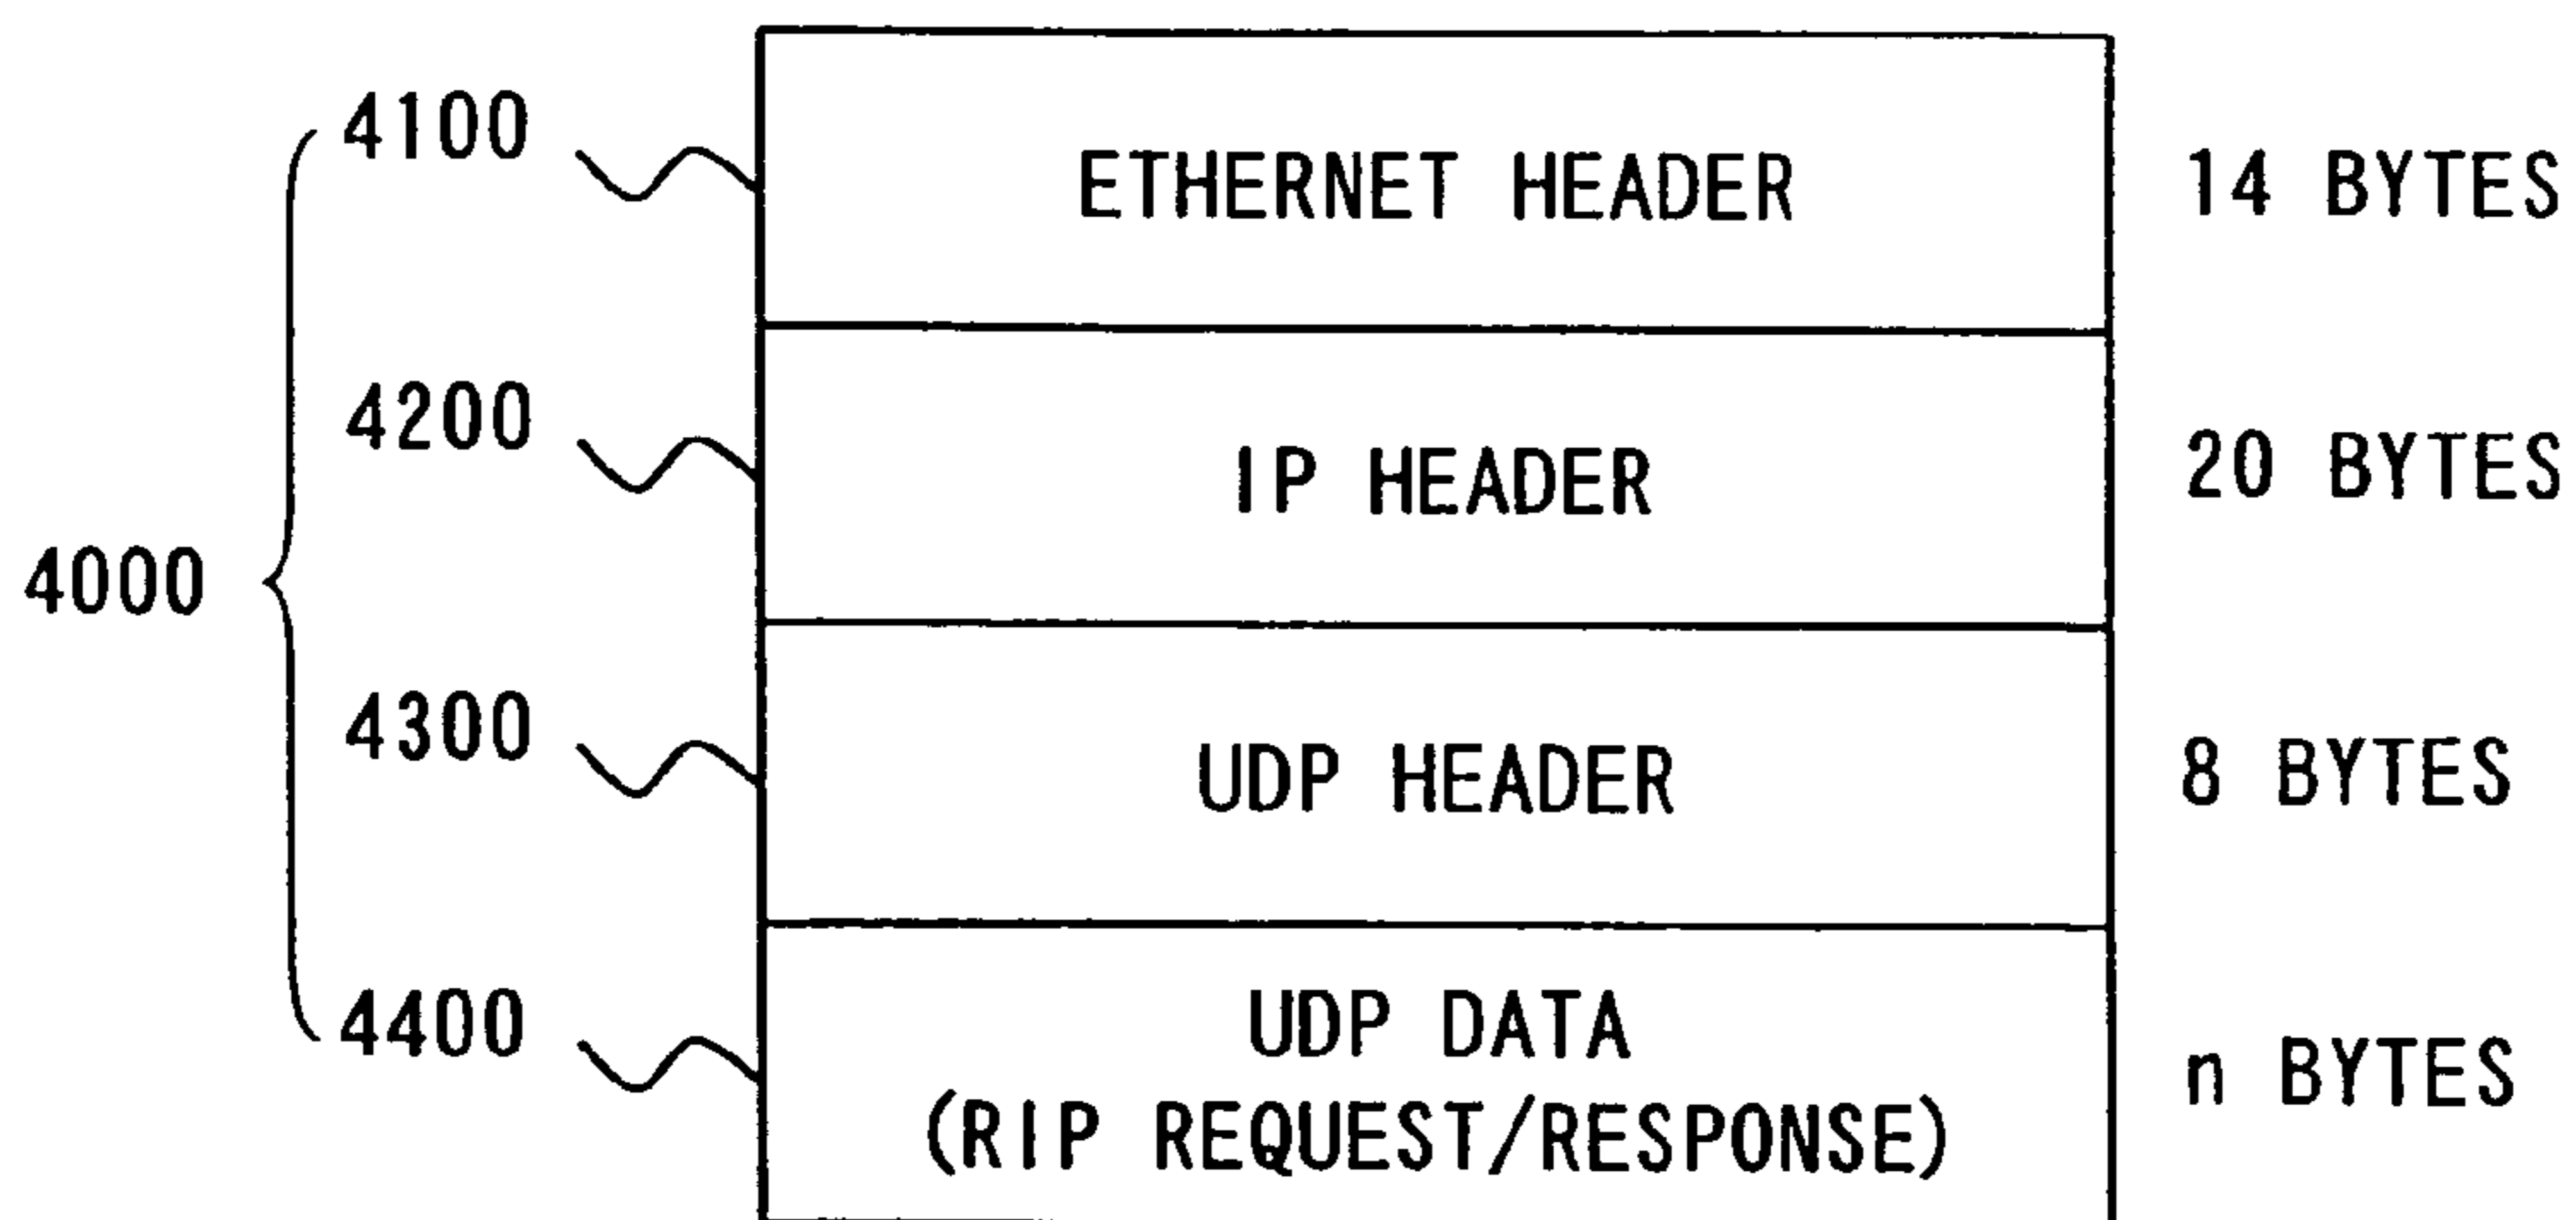 4100
ETHERNET HEADER
14 BYTES
4200
IP HEADER
20 BYTES
4000
4300
UDP HEADER
8 BYTES
4400
UDP DATA
(RIP REQUEST/RESPONSE)
n BYTES